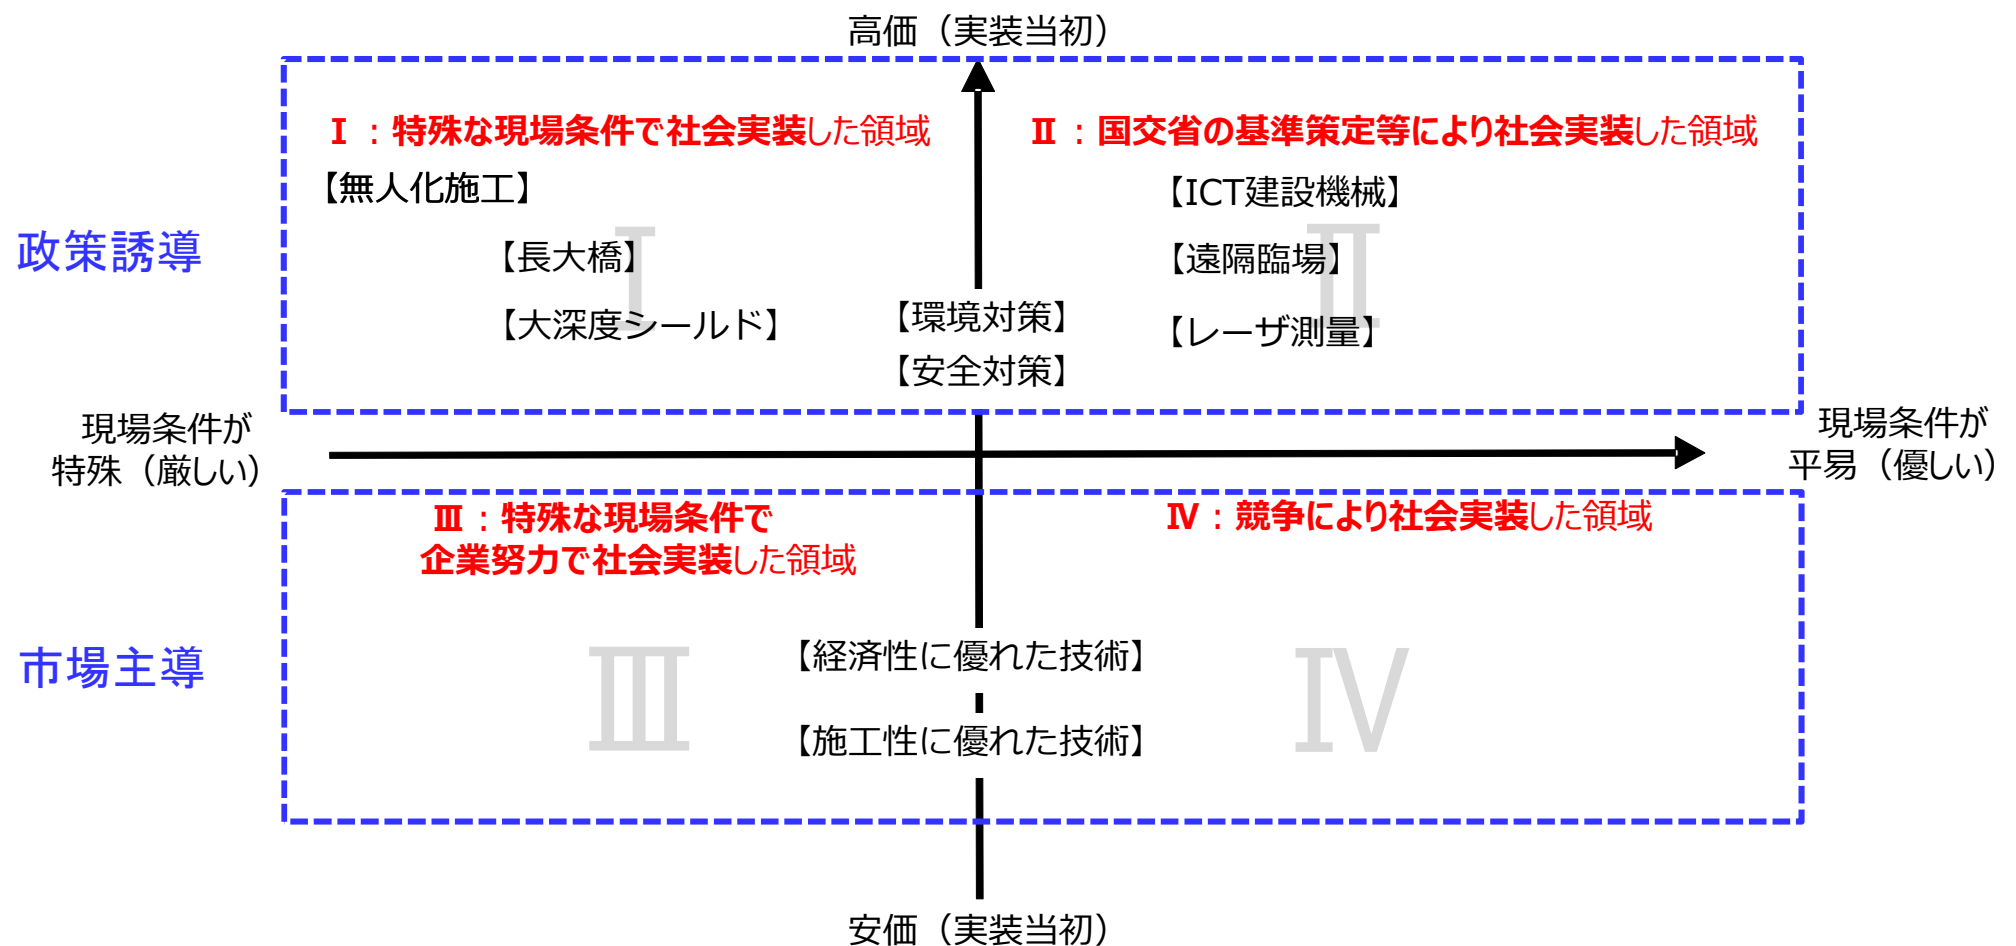 高価（実装当初）
Ⅰ：特殊な現場条件で社会実装した領域
Ⅱ：国交省の基準策定等により社会実装した領域
【無人化施工】
【ICT建設機械】
政策誘導
Ⅰ
Ⅱ
【長大橋】
【遠隔臨場】
【大深度シールド】
【環境対策】
【レーザ測量】
【安全対策】
現場条件が
特殊（厳しい）
現場条件が
平易（優しい）
Ⅲ：特殊な現場条件で
企業努力で社会実装した領域
Ⅳ：競争により社会実装した領域
市場主導
Ⅲ
Ⅳ
【経済性に優れた技術】
【施工性に優れた技術】
安価（実装当初）